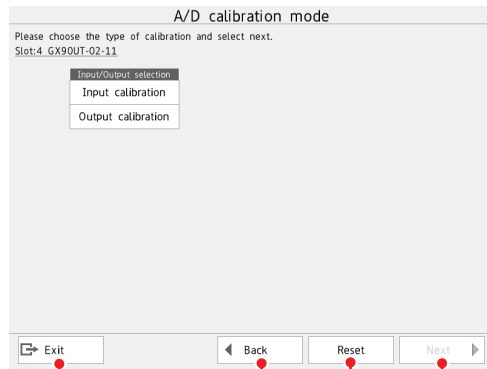 A/D calibration mode
Please choose the type of calibration and select next.
Slot:4 GX90UT-02-11
Input/Output selection
Input calibration
Output calibration
Exit
Back
Reset
Next